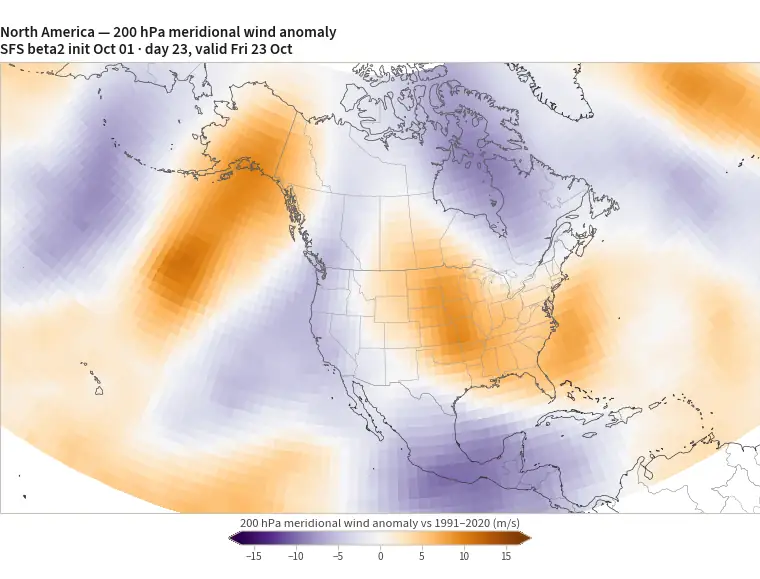 North America — 200 hPa meridional wind anomaly
SFS beta2 init Oct 01 · day 23, valid Fri 23 Oct
200 hPa meridional wind anomaly vs 1991–2020 (m/s)
−15 −10 −5 0 5 10 15